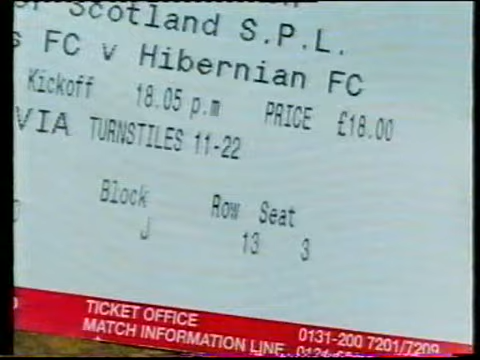 Scotland S.P.L.
s FC v Hibernian FC
Kickoff 18.05 p.m PRICE £18.00
VIA TURNSTILES 11-22
Block Row Seat
J 13 3
TICKET OFFICE 0131-200 7201/7209
MATCH INFORMATION LINE